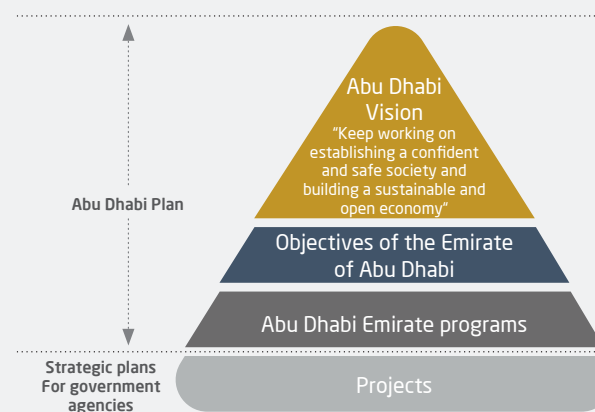 Abu Dhabi
Vision
"Keep working on
establishing a confident
and safe society and
building a sustainable and
open economy"
Abu Dhabi Plan
Objectives of the Emirate
of Abu Dhabi
Abu Dhabi Emirate programs
Strategic plans
For government
agencies
Projects